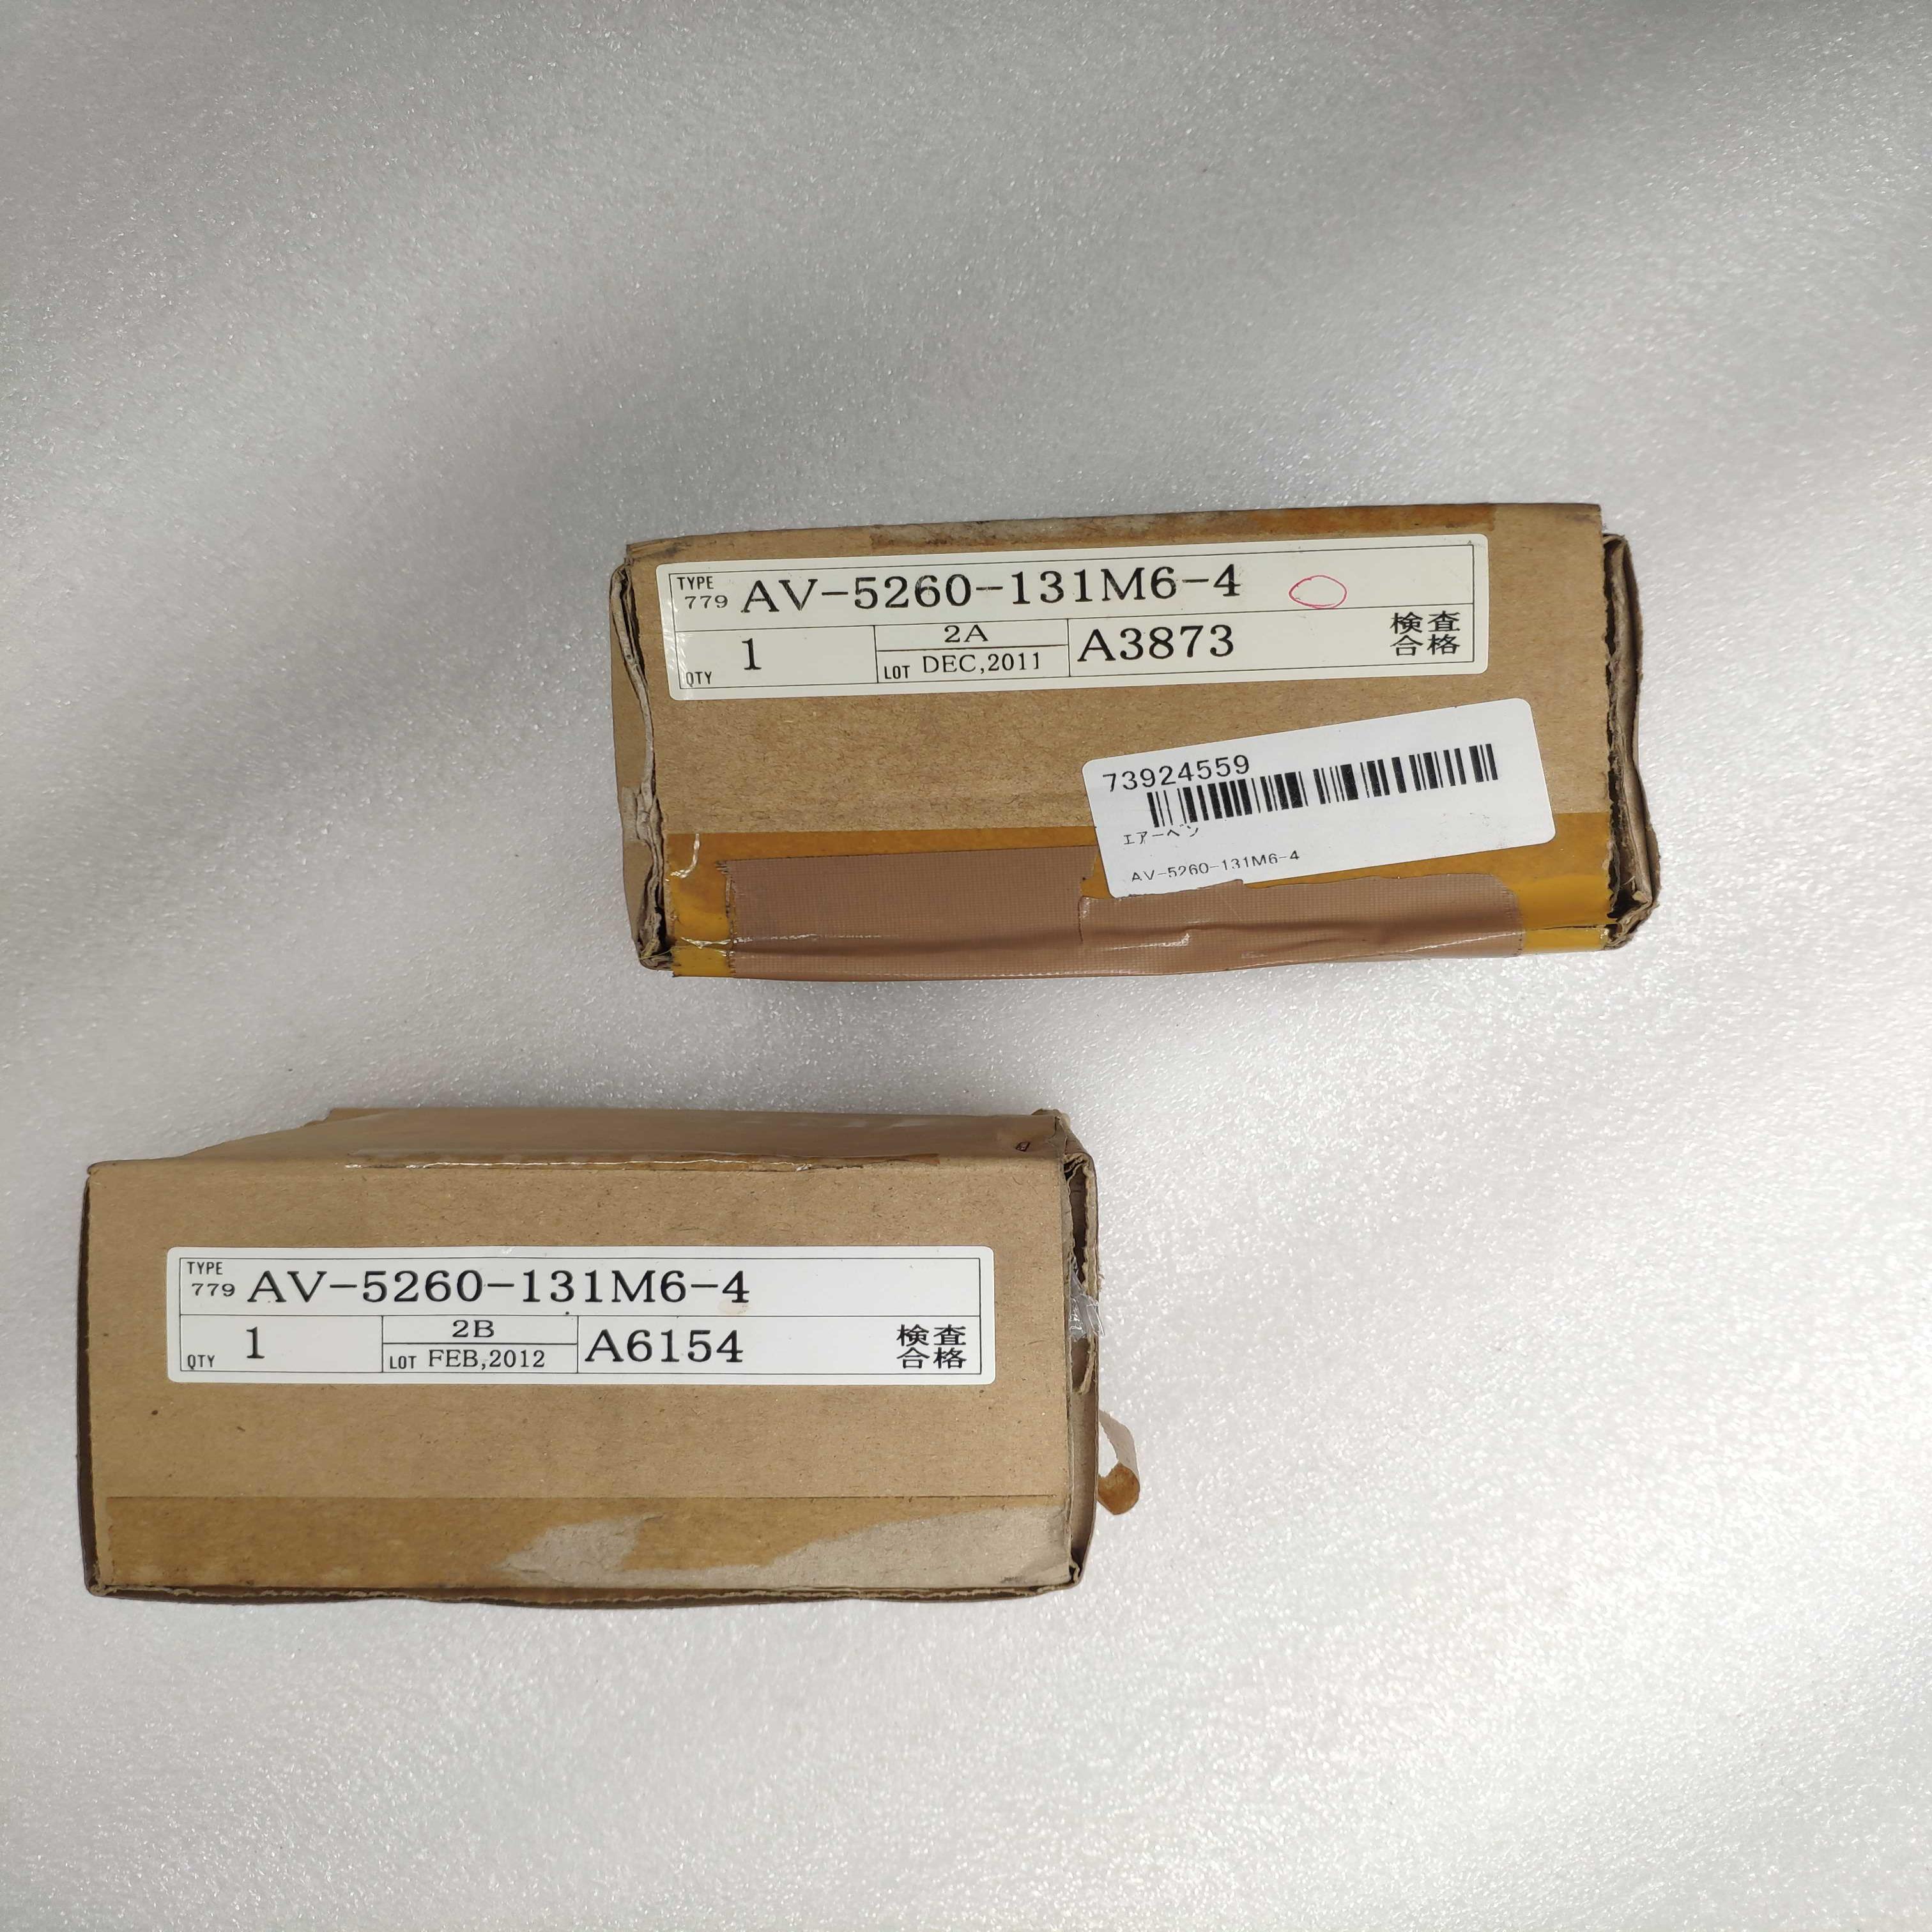 TYPE
779 AV-5260-131M6-4
QTY 1
2A
LOT DEC,2011
A3873
検査
合格
73924559
エアーベン
AV-5260-131M6-4
TYPE
779 AV-5260-131M6-4
QTY 1
2B
LOT FEB,2012
A6154
検査
合格